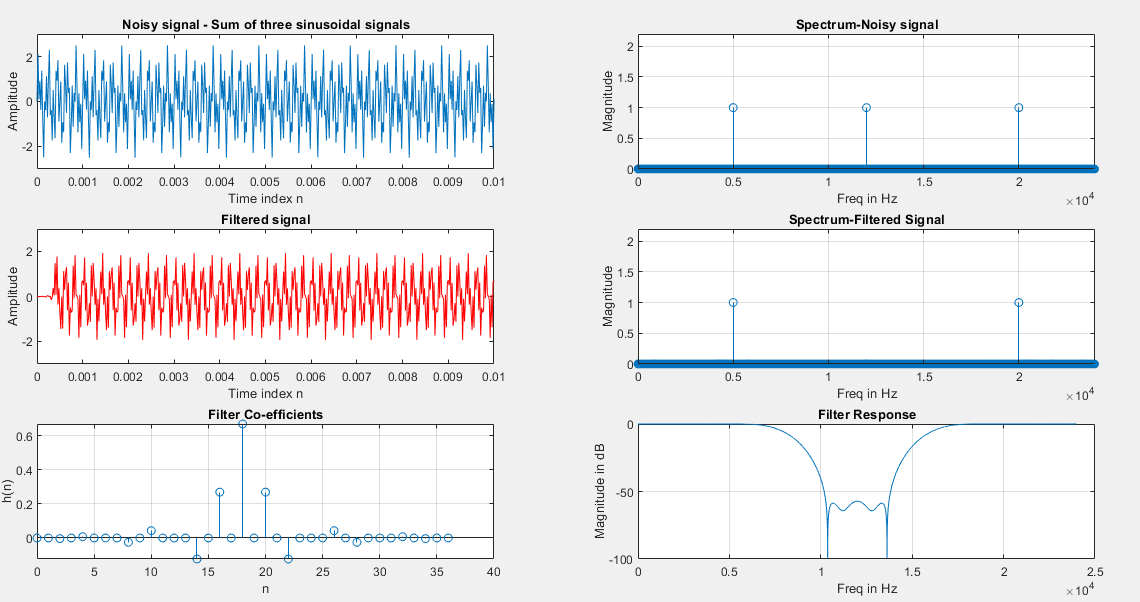 Noisy signal - Sum of three sinusoidal signals
Amplitude
2
0
-2
0 0.001 0.002 0.003 0.004 0.005 0.006 0.007 0.008 0.009 0.01
Time index n
Spectrum-Noisy signal
Magnitude
2
1.5
1
0.5
0
0 0.5 1 1.5 2
Freq in Hz
×10^4
Filtered signal
Amplitude
2
0
-2
0 0.001 0.002 0.003 0.004 0.005 0.006 0.007 0.008 0.009 0.01
Time index n
Spectrum-Filtered Signal
Magnitude
2
1.5
1
0.5
0
0 0.5 1 1.5 2
Freq in Hz
×10^4
Filter Co-efficients
h(n)
0.6
0.4
0.2
0
0 5 10 15 20 25 30 35 40
n
Filter Response
Magnitude in dB
0
-50
-100
0 0.5 1 1.5 2 2.5
Freq in Hz
×10^4